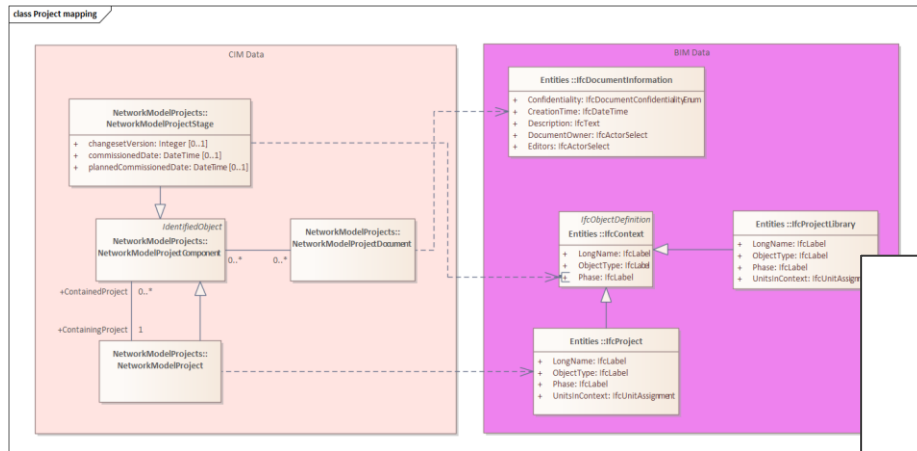 class Project mapping
CIM Data
NetworkModelProjects::
NetworkModelProjectStage
+ changesetVersion: Integer [0..1]
+ commissionedDate: DateTime [0..1]
+ plannedCommissionedDate: DateTime [0..1]
IdentifiedObject
NetworkModelProjects::
NetworkModelProjectComponent
0..*
0..*
NetworkModelProjects::
NetworkModelProjectDocument
+ContainedProject
0..*
+ContainingProject
1
NetworkModelProjects::
NetworkModelProject
BIM Data
Entities ::IfcDocumentInformation
+ Confidentiality: IfcDocumentConfidentialityEnum
+ CreationTime: IfcDateTime
+ Description: IfcText
+ DocumentOwner: IfcActorSelect
+ Editors: IfcActorSelect
IfcObjectDefinition
Entities ::IfcContext
+ LongName: IfcLabel
+ ObjectType: IfcLabel
+ Phase: IfcLabel
Entities ::IfcProjectLibrary
+ LongName: IfcLabel
+ ObjectType: IfcLabel
+ Phase: IfcLabel
+ UnitsInContext: IfcUnitAssignm
Entities ::IfcProject
+ LongName: IfcLabel
+ ObjectType: IfcLabel
+ Phase: IfcLabel
+ UnitsInContext: IfcUnitAssignment